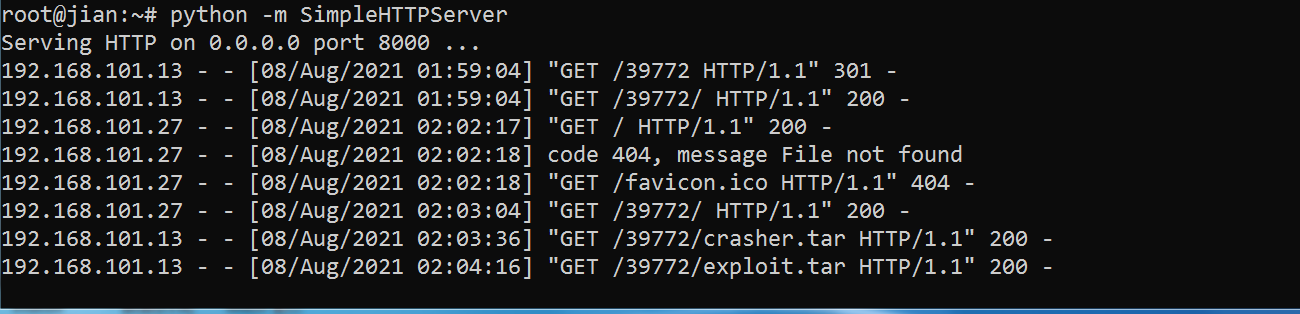 root@jian:~# python -m SimpleHTTPServer
Serving HTTP on 0.0.0.0 port 8000 ...
192.168.101.13 - - [08/Aug/2021 01:59:04] "GET /39772 HTTP/1.1" 301 -
192.168.101.13 - - [08/Aug/2021 01:59:04] "GET /39772/ HTTP/1.1" 200 -
192.168.101.27 - - [08/Aug/2021 02:02:17] "GET / HTTP/1.1" 200 -
192.168.101.27 - - [08/Aug/2021 02:02:18] code 404, message File not found
192.168.101.27 - - [08/Aug/2021 02:02:18] "GET /favicon.ico HTTP/1.1" 404 -
192.168.101.27 - - [08/Aug/2021 02:03:04] "GET /39772/ HTTP/1.1" 200 -
192.168.101.13 - - [08/Aug/2021 02:03:36] "GET /39772/crasher.tar HTTP/1.1" 200 -
192.168.101.13 - - [08/Aug/2021 02:04:16] "GET /39772/exploit.tar HTTP/1.1" 200 -